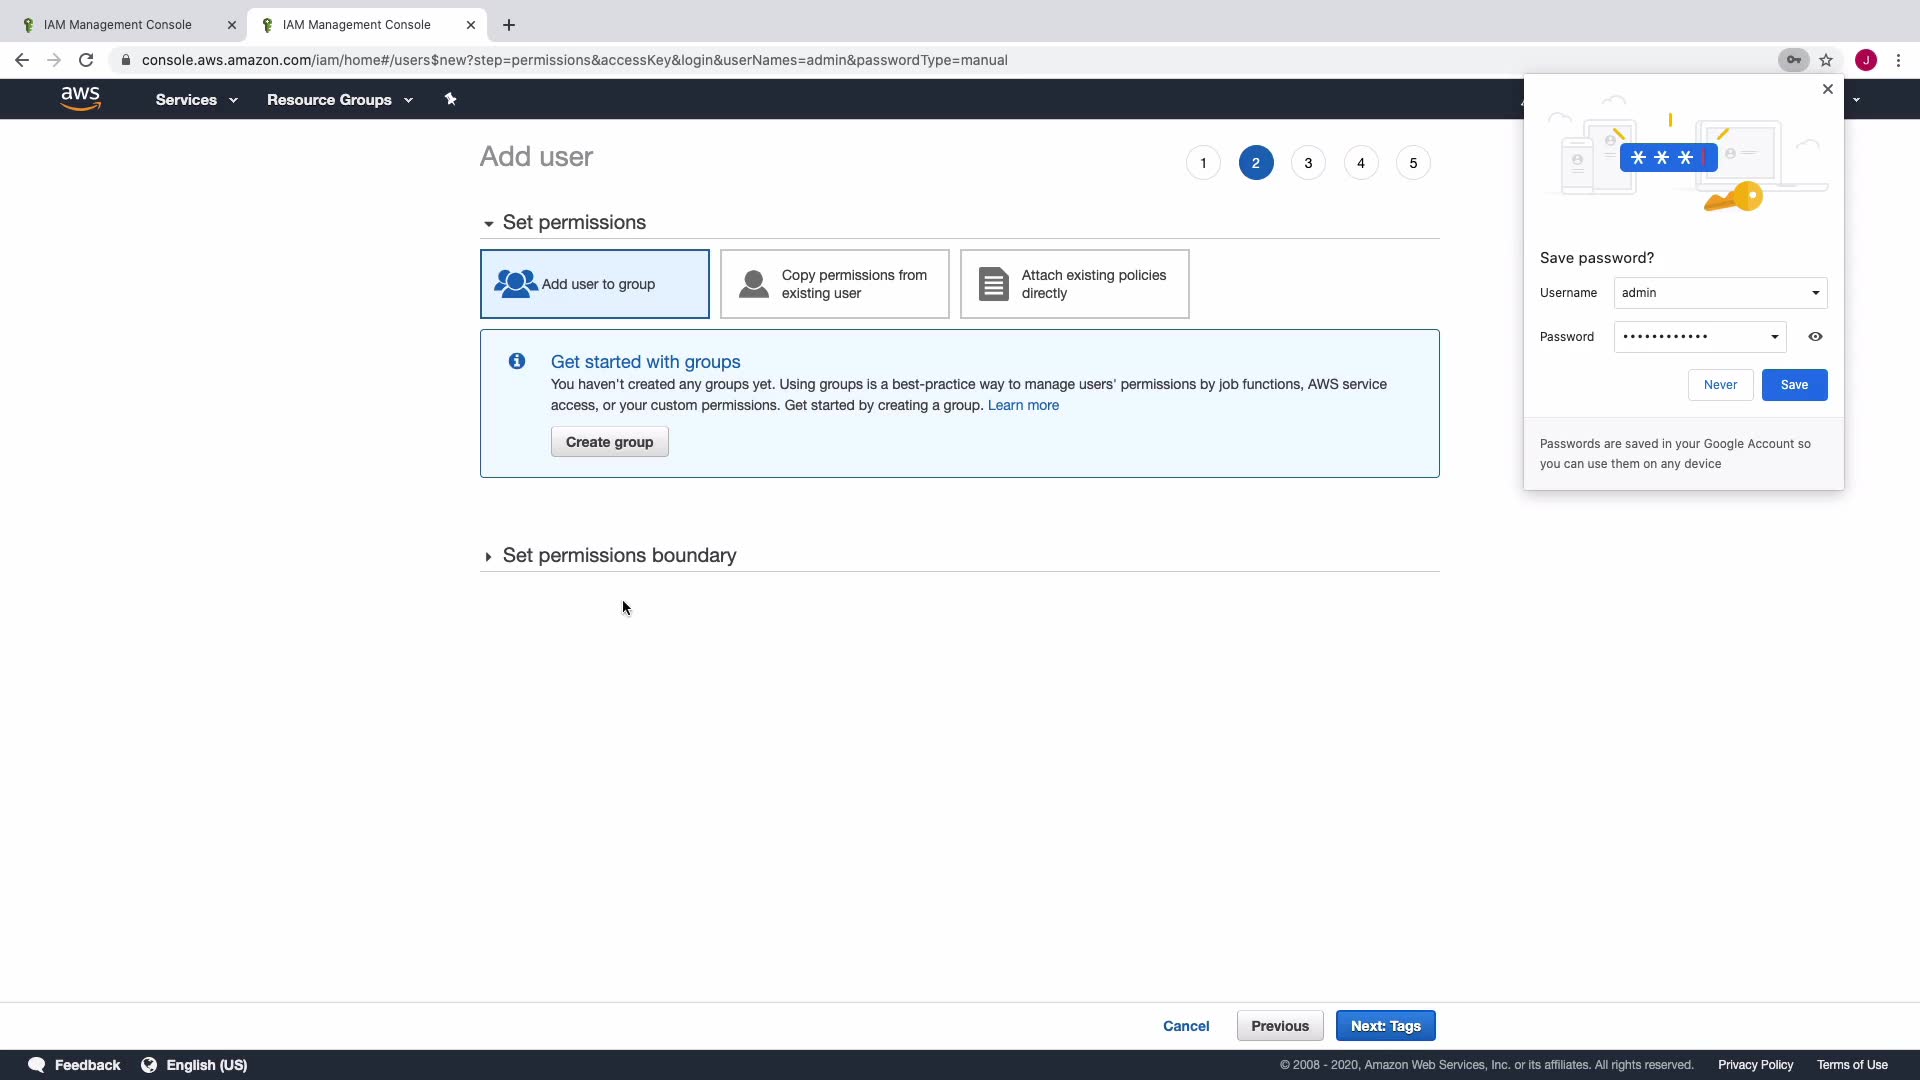 IAM Management Console
IAM Management Console
console.aws.amazon.com/iam/home#/users$new?step=permissions&accessKey&login&userNames=admin&passwordType=manual
J
aws
Services
Resource Groups
Add user
1
2
3
4
5
Set permissions
Add user to group
Copy permissions from
existing user
Attach existing policies
directly
Get started with groups
You haven't created any groups yet. Using groups is a best-practice way to manage users' permissions by job functions, AWS service
access, or your custom permissions. Get started by creating a group. Learn more
Create group
Set permissions boundary
* * *
Save password?
Username
admin
Password
••••••••••••
Never
Save
Passwords are saved in your Google Account so
you can use them on any device
Cancel
Previous
Next: Tags
Feedback
English (US)
© 2008 - 2020, Amazon Web Services, Inc. or its affiliates. All rights reserved.
Privacy Policy
Terms of Use